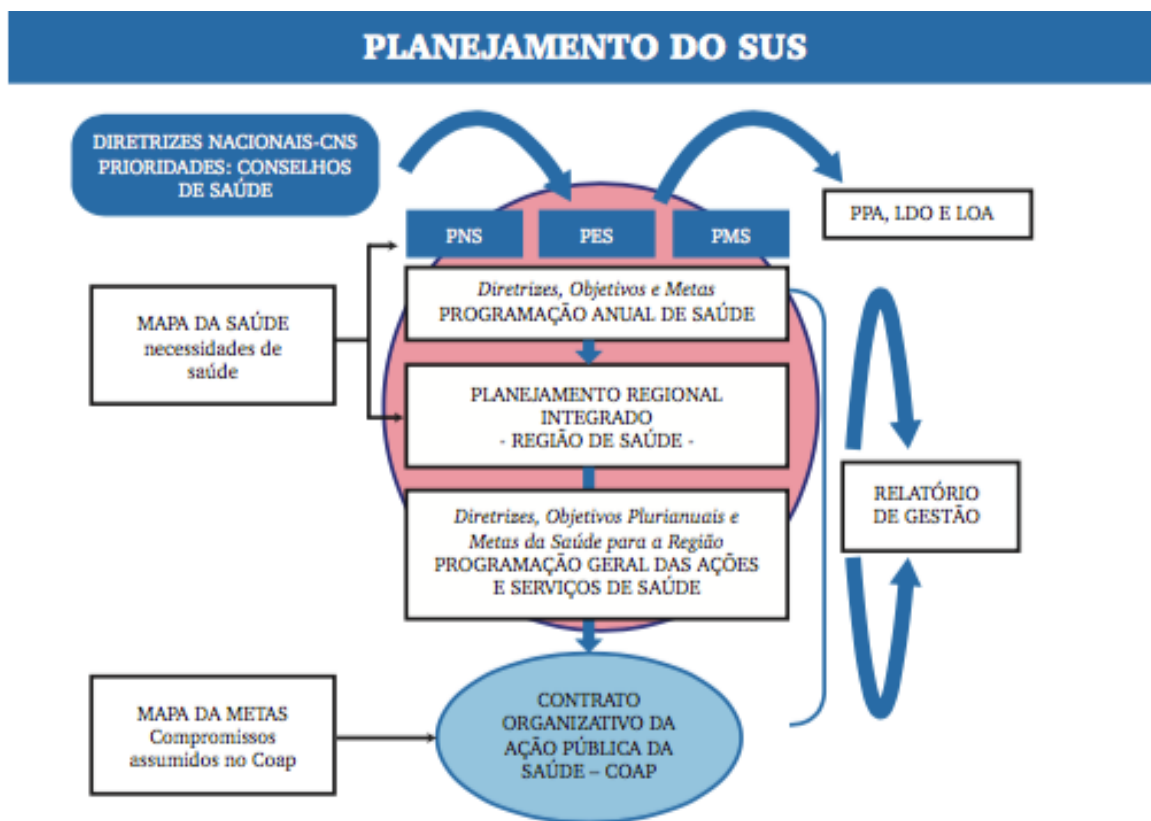 PLANEJAMENTO DO SUS
DIRETRIZES NACIONAIS-CNS
PRIORIDADES: CONSELHOS
DE SAÚDE
PPA, LDO E LOA
PNS
PES
PMS
Diretrizes, Objetivos e Metas
PROGRAMAÇÃO ANUAL DE SAÚDE
MAPA DA SAÚDE
necessidades de
saúde
PLANEJAMENTO REGIONAL
INTEGRADO
- REGIÃO DE SAÚDE -
RELATÓRIO
DE GESTÃO
Diretrizes, Objetivos Plurianuais e
Metas da Saúde para a Região
PROGRAMAÇÃO GERAL DAS AÇÕES
E SERVIÇOS DE SAÚDE
MAPA DA METAS
Compromissos
assumidos no Coap
CONTRATO
ORGANIZATIVO DA
AÇÃO PÚBLICA DA
SAÚDE – COAP